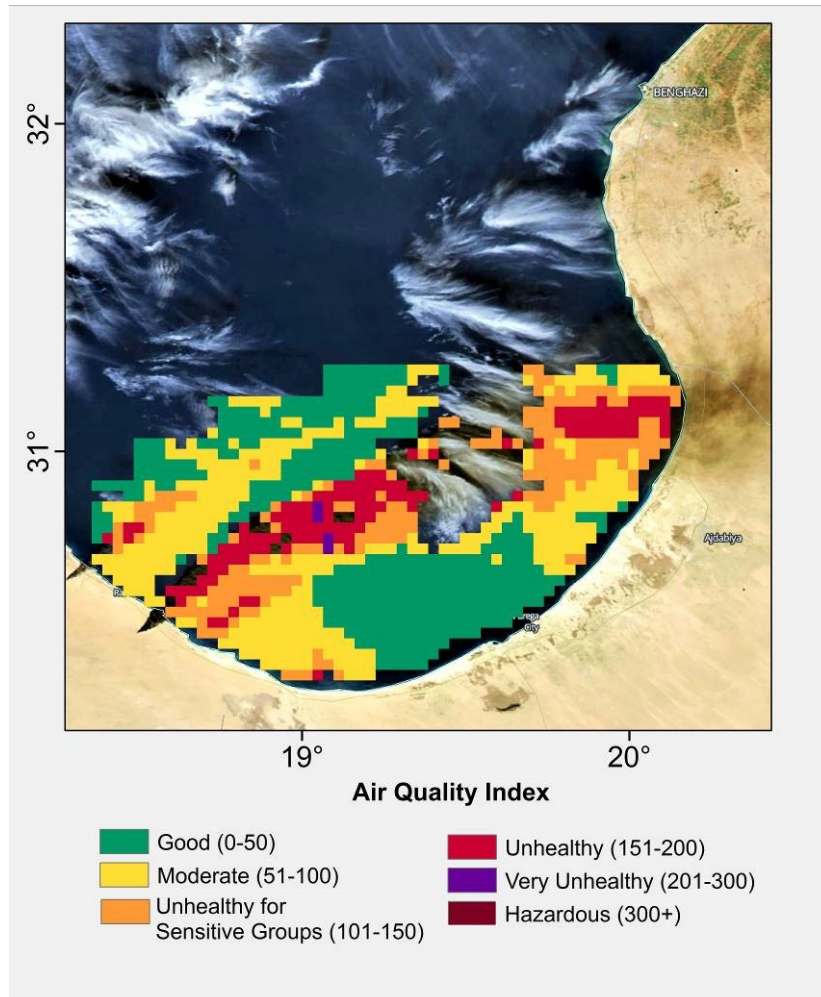 BENGHAZI
32°
31°
Ajdabiya
City
19°
20°
Air Quality Index
Good (0-50)
Moderate (51-100)
Unhealthy for
Sensitive Groups (101-150)
Unhealthy (151-200)
Very Unhealthy (201-300)
Hazardous (300+)